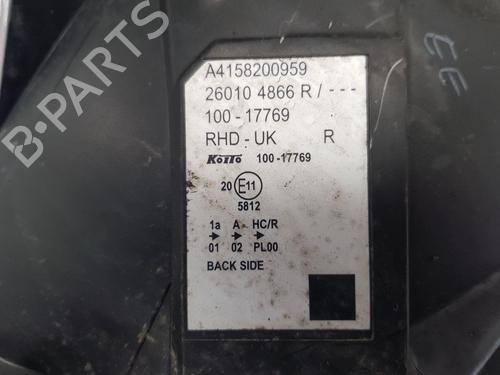 A4158200959
26010 4866 R / ---
100 - 17769
RHD - UK R
KOITO 100 -17769
20 E11
5812
1a A HC/R
01 02 PL00
BACK SIDE
EE
B-PARTS